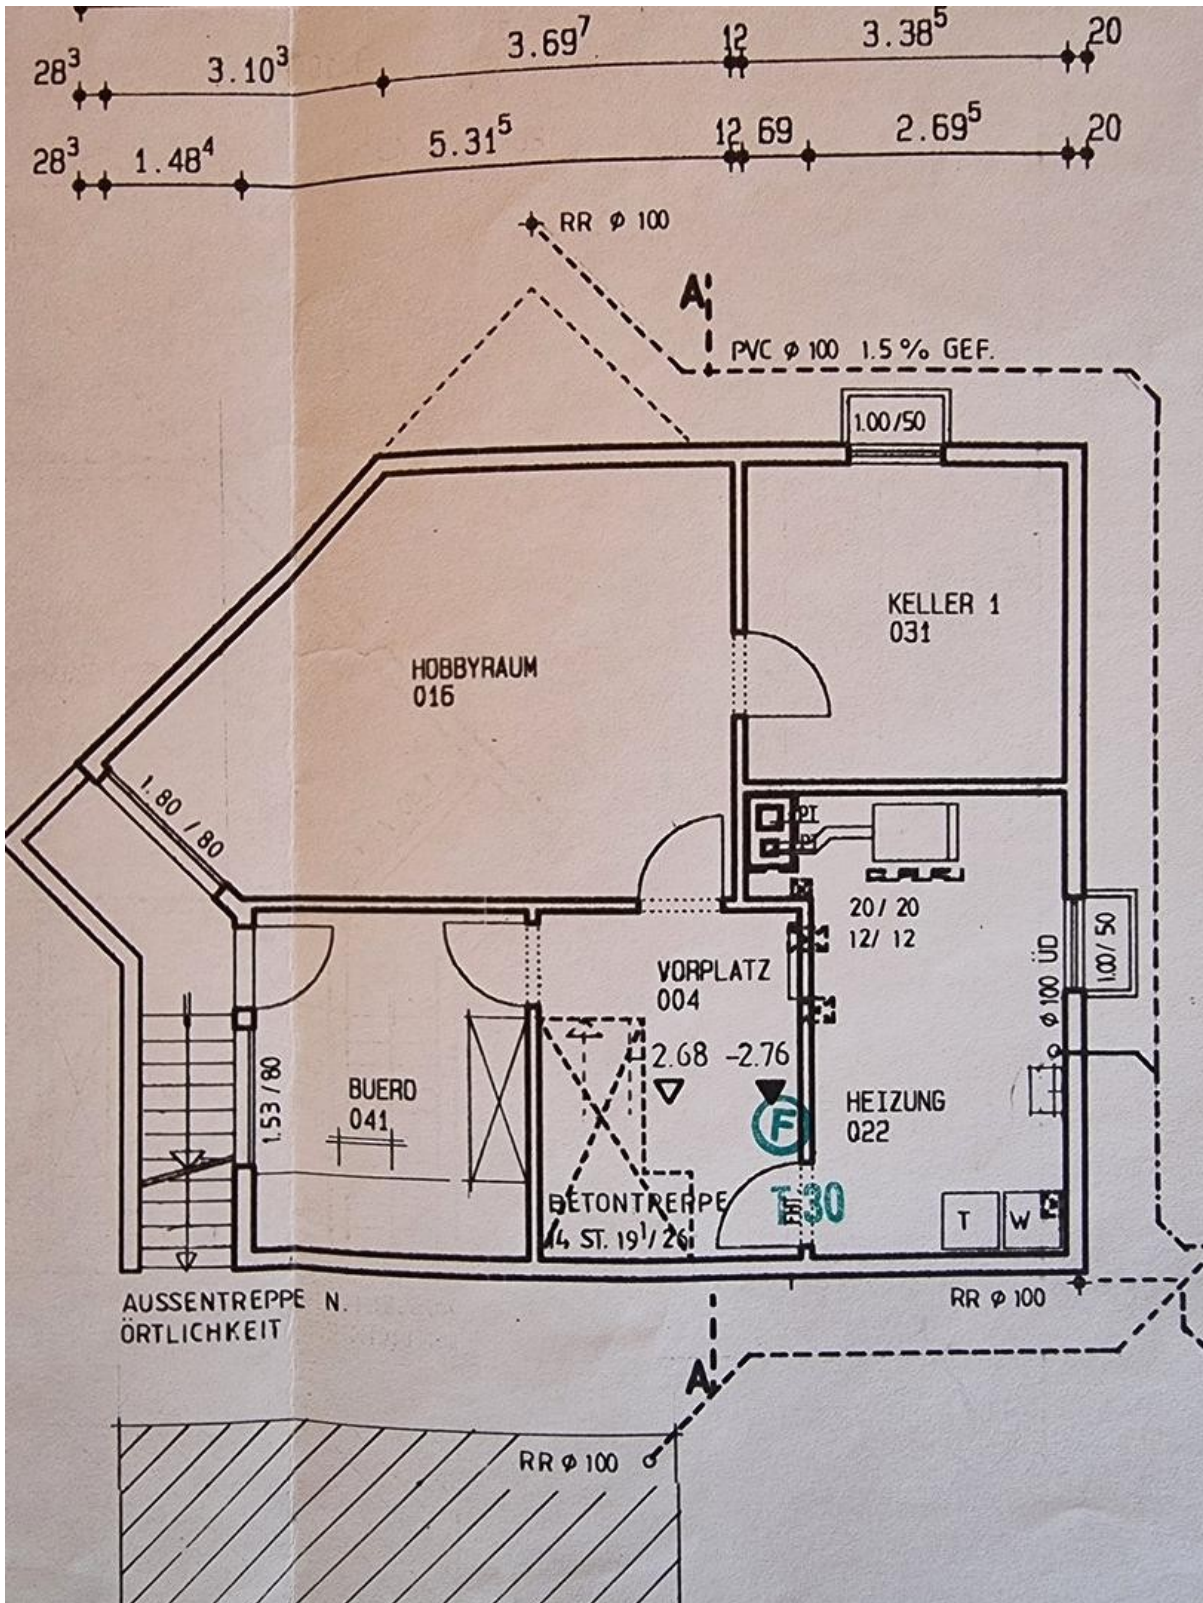 28³ 3.10³ 3.69⁷ 12 3.38⁵ 20
28³ 1.48⁴ 5.31⁵ 12 69 2.69⁵ 20
RR ϕ 100
A
PVC ϕ 100 1.5% GEF.
1.00/50
KELLER 1
031
HOBBYRAUM
016
1.80/80
PT
PT
20/20
12/12
1.00/50
ϕ100 ÜD
VORPLATZ
004
2.68 -2.76
F
BUERO
041
1.53/80
HEIZUNG
022
BETONTREPPE
14 ST. 19¹/26
T30
T W
AUSSENTREPPE N.
ÖRTLICHKEIT
RR ϕ 100
A
RR ϕ 100